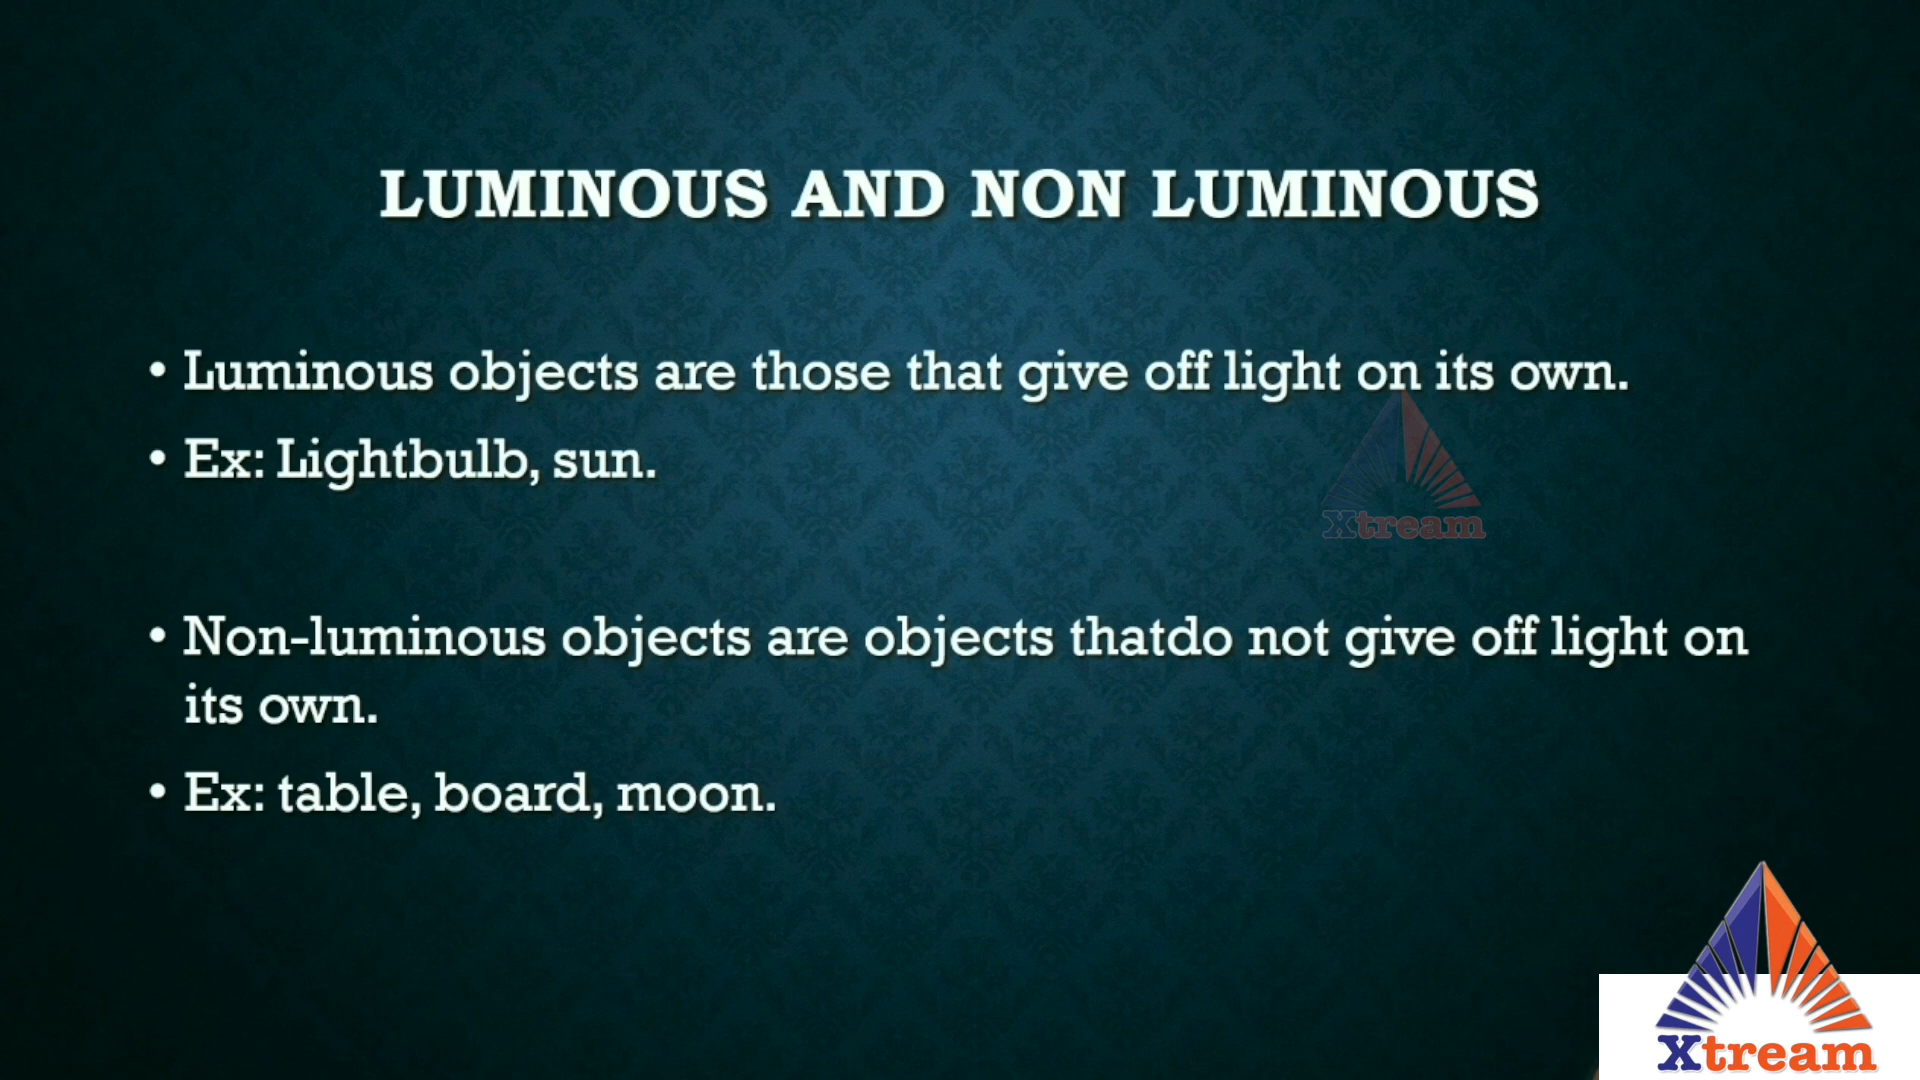 LUMINOUS AND NON LUMINOUS
• Luminous objects are those that give off light on its own.
• Ex: Lightbulb, sun.
Xtream
• Non-luminous objects are objects thatdo not give off light on
its own.
• Ex: table, board, moon.
Xtream